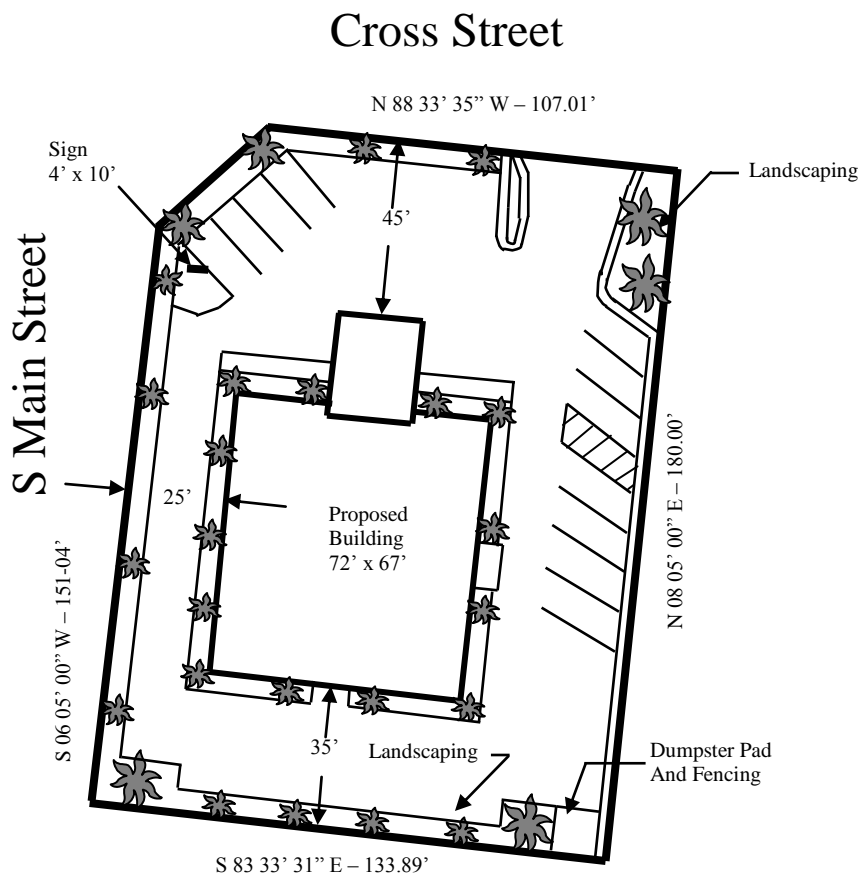 Cross Street
N 88 33’ 35” W – 107.01’
Sign
4’ x 10’
Landscaping
45’
S Main Street
25’
Proposed
Building
72’ x 67’
N 08 05’ 00” E – 180.00’
S 06 05’ 00” W – 151-04’
35’
Landscaping
Dumpster Pad
And Fencing
S 83 33’ 31” E – 133.89’